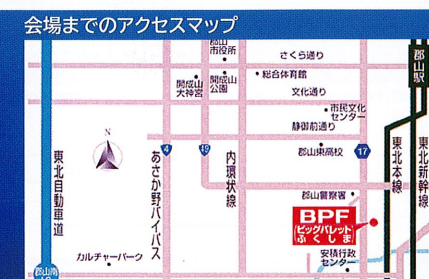 会場までのアクセスマップ
郡山
市役所
さくら通り
郡山駅
開成山
大神宮
開成山
公園
総合体育館
文化通り
市民文化
センター
静御前通り
N
4
49
郡山東高校
17
東北自動車道
あさか野バイパス
内環状線
東北本線
東北新幹線
郡山警察署
BPF
ビッグパレット
ふくしま
カルチャーパーク
安積行政
センター
郡山南